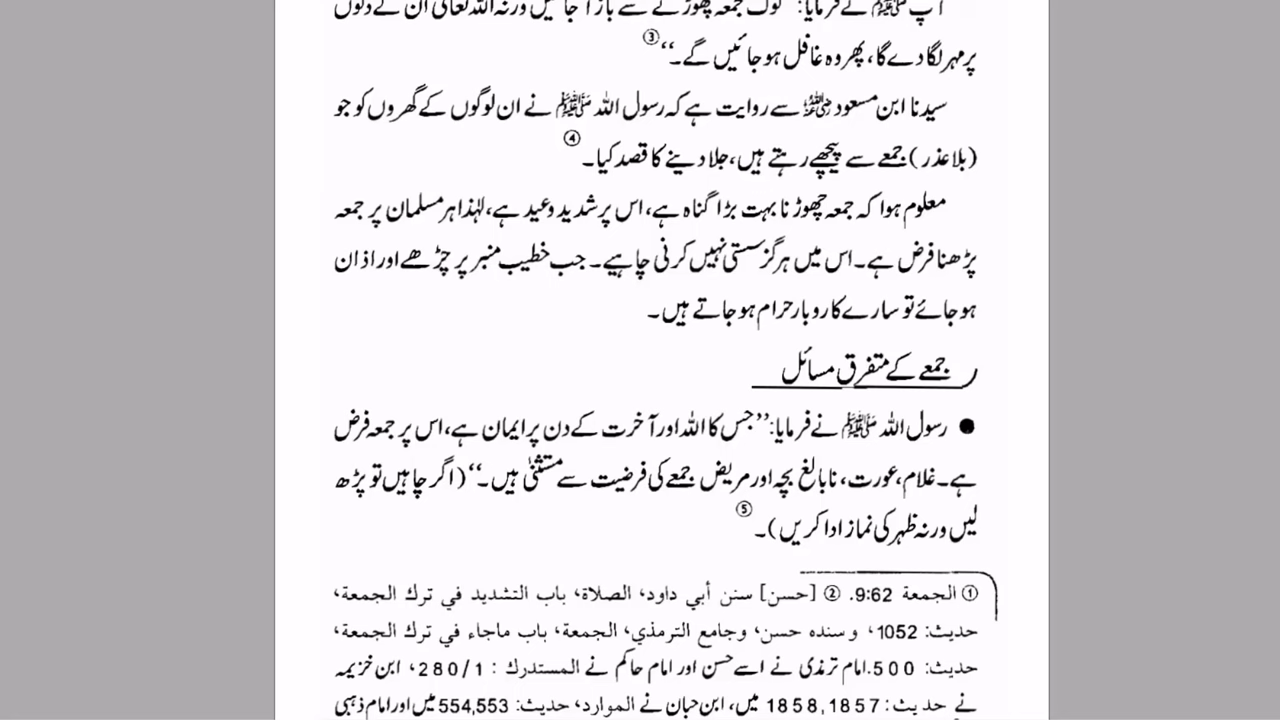 آپ ﷺ نے فرمایا: ’’لوگ جمعہ چھوڑنے سے باز آ جائیں ورنہ اللہ تعالیٰ ان کے دلوں
پر مہر لگا دے گا، پھر وہ غافل ہو جائیں گے۔‘‘ ③
سیدنا ابن مسعود رضی اللہ عنہ سے روایت ہے کہ رسول اللہ ﷺ نے ان لوگوں کے گھروں کو جو
(بلا عذر) جمعے سے پیچھے رہتے ہیں، جلا دینے کا قصد کیا۔ ④
معلوم ہوا کہ جمعہ چھوڑنا بہت بڑا گناہ ہے، اس پر شدید وعید ہے، لہٰذا ہر مسلمان پر جمعہ
پڑھنا فرض ہے۔ اس میں ہرگز سستی نہیں کرنی چاہیے۔ جب خطیب منبر پر چڑھے اور اذان
ہو جائے تو سارے کاروبار حرام ہو جاتے ہیں۔
جمعے کے متفرق مسائل
● رسول اللہ ﷺ نے فرمایا: ’’جس کا اللہ اور آخرت کے دن پر ایمان ہے، اس پر جمعہ فرض
ہے۔ غلام، عورت، نابالغ بچہ اور مریض جمعے کی فرضیت سے مستثنیٰ ہیں۔‘‘ (اگر چاہیں تو پڑھ
لیں ورنہ ظہر کی نماز ادا کریں)۔ ⑤
① الجمعة 9:62. ② [حسن] سنن أبي داود، الصلاة، باب التشديد في ترك الجمعة،
حديث: 1052، وسنده حسن، وجامع الترمذي، الجمعة، باب ماجاء في ترك الجمعة،
حديث: 500. امام ترمذی نے اسے حسن اور امام حاکم نے المستدرك: 280/1، ابن خزیمہ
نے حديث: 1858,1857 میں، ابن حبان نے الموارد، حديث: 554,553 میں اور امام ذہبی